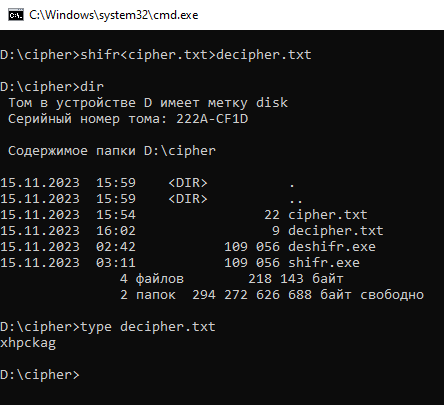 C:\Windows\system32\cmd.exe
D:\cipher>shifr<cipher.txt>decipher.txt
D:\cipher>dir
 Том в устройстве D имеет метку disk
 Серийный номер тома: 222A-CF1D
 Содержимое папки D:\cipher
15.11.2023  15:59    <DIR>          .
15.11.2023  15:59    <DIR>          ..
15.11.2023  15:54                22 cipher.txt
15.11.2023  16:02                 9 decipher.txt
15.11.2023  02:42           109 056 deshifr.exe
15.11.2023  03:11           109 056 shifr.exe
               4 файлов        218 143 байт
               2 папок  294 272 626 688 байт свободно
D:\cipher>type decipher.txt
xhpckag
D:\cipher>